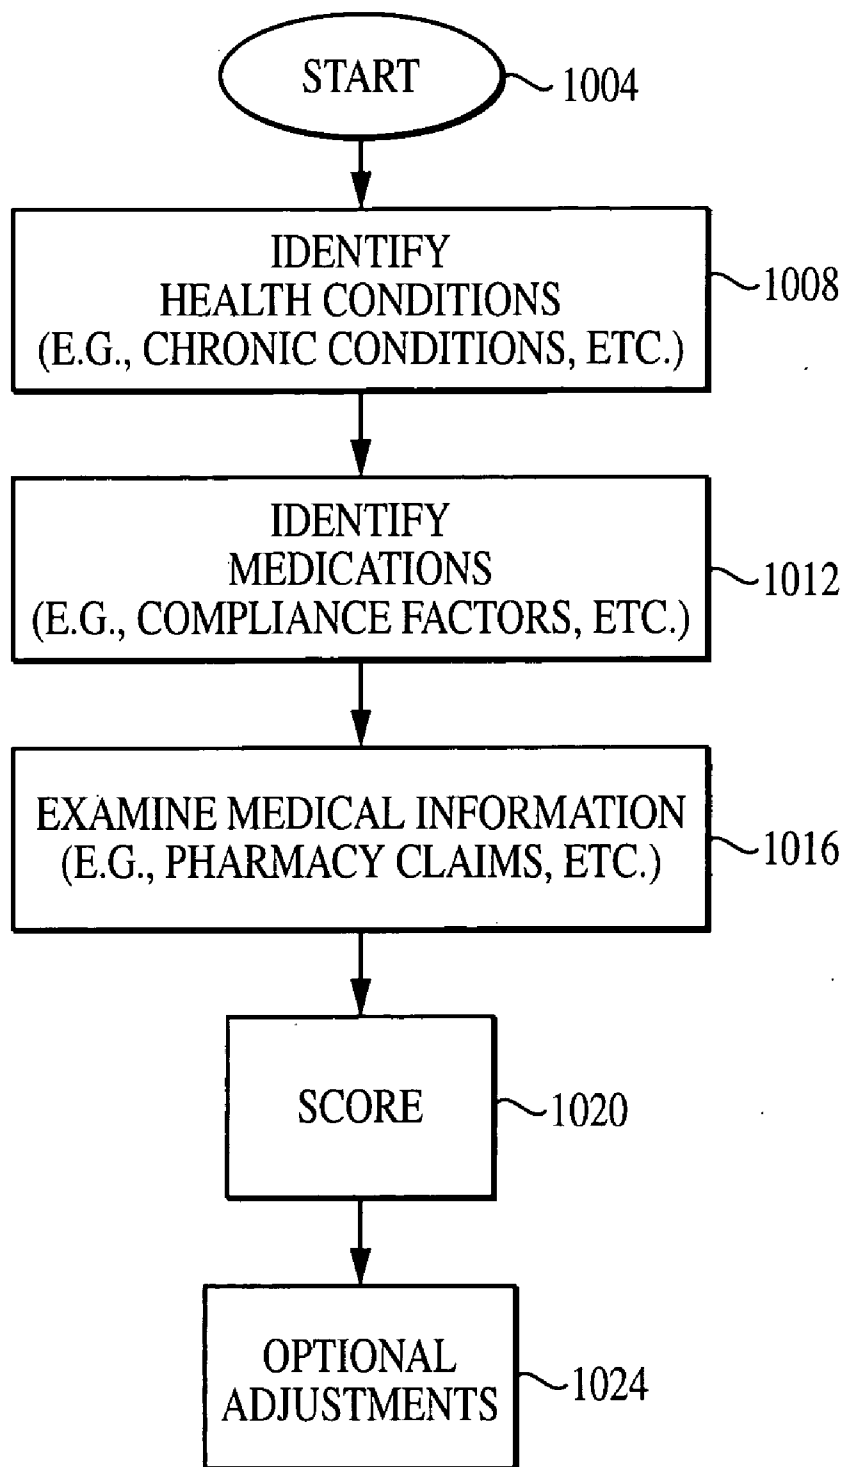 START
1004
IDENTIFY
HEALTH CONDITIONS
(E.G., CHRONIC CONDITIONS, ETC.)
1008
IDENTIFY
MEDICATIONS
(E.G., COMPLIANCE FACTORS, ETC.)
1012
EXAMINE MEDICAL INFORMATION
(E.G., PHARMACY CLAIMS, ETC.)
1016
SCORE
1020
OPTIONAL
ADJUSTMENTS
1024